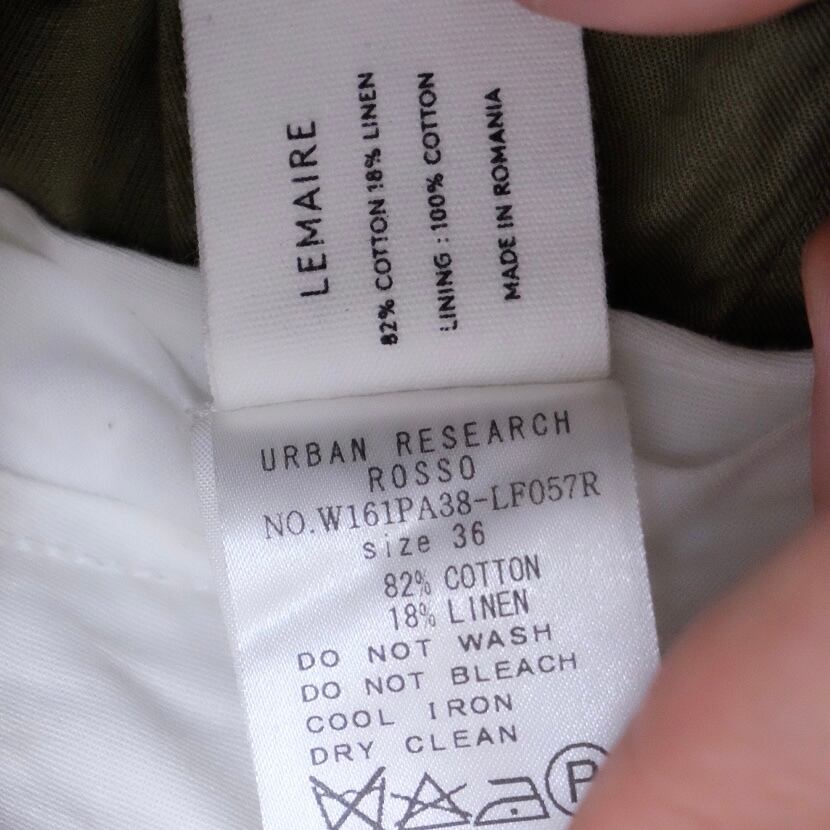 LEMAIRE
82% COTTON 18% LINEN
LINING : 100% COTTON
MADE IN ROMANIA
URBAN RESEARCH
ROSSO
NO.W161PA38-LF057R
size 36
82% COTTON
18% LINEN
DO NOT WASH
DO NOT BLEACH
COOL IRON
DRY CLEAN
P